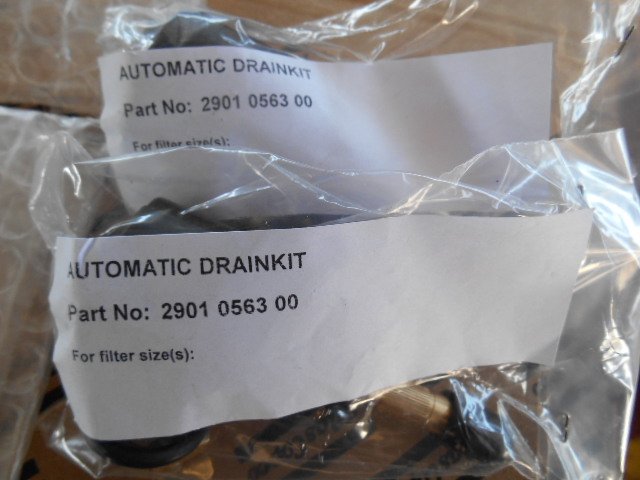 AUTOMATIC DRAINKIT
Part No: 2901 0563 00
For filter size(s):
AUTOMATIC DRAINKIT
Part No: 2901 0563 00
For filter size(s):